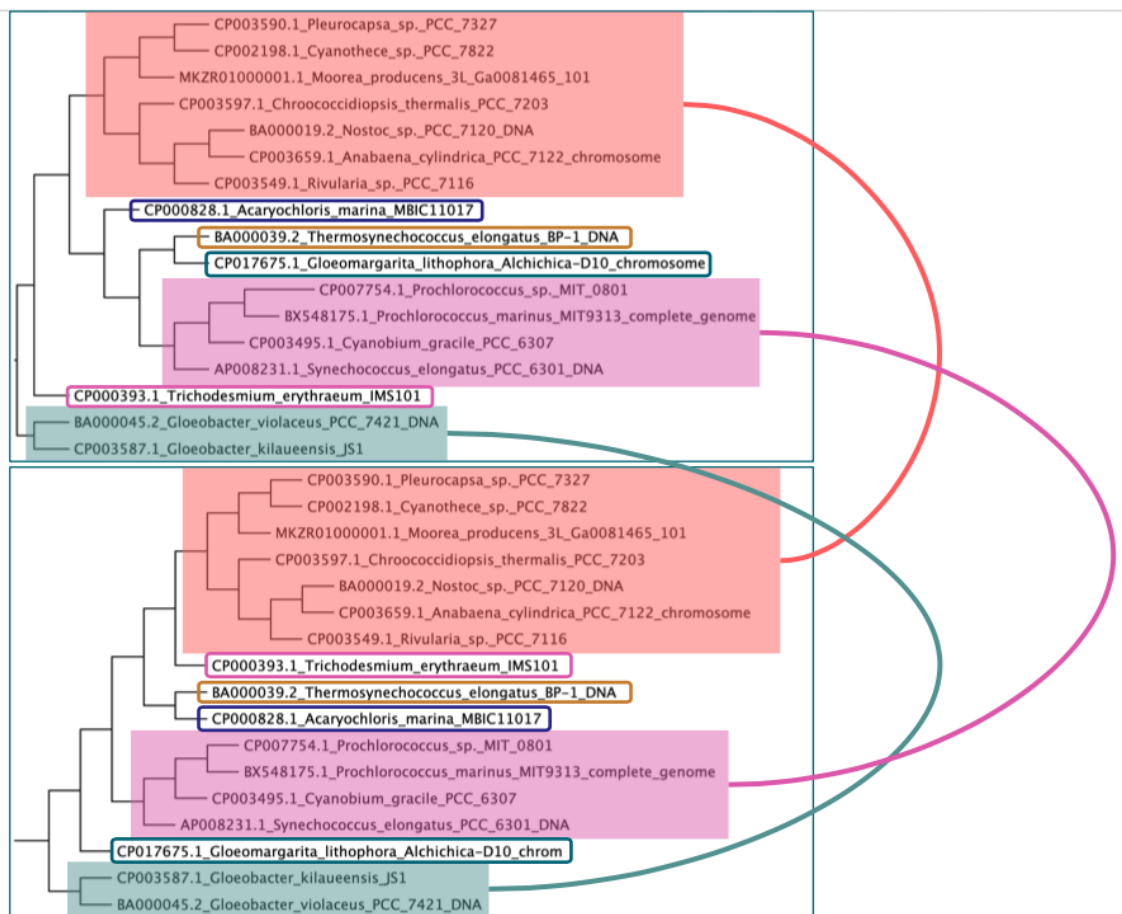 CP003590.1_Pleurocapsa_sp._PCC_7327
CP002198.1_Cyanothece_sp._PCC_7822
MKZR01000001.1_Moorea_producens_3L_Ga0081465_101
CP003597.1_Chroococcidiopsis_thermalis_PCC_7203
BA000019.2_Nostoc_sp._PCC_7120_DNA
CP003659.1_Anabaena_cylindrica_PCC_7122_chromosome
CP003549.1_Rivularia_sp._PCC_7116
CP000828.1_Acaryochloris_marina_MBIC11017
BA000039.2_Thermosynechococcus_elongatus_BP-1_DNA
CP017675.1_Gloeomargarita_lithophora_Alchichica-D10_chromosome
CP007754.1_Prochlorococcus_sp._MIT_0801
BX548175.1_Prochlorococcus_marinus_MIT9313_complete_genome
CP003495.1_Cyanobium_gracile_PCC_6307
AP008231.1_Synechococcus_elongatus_PCC_6301_DNA
CP000393.1_Trichodesmium_erythraeum_IMS101
BA000045.2_Gloeobacter_violaceus_PCC_7421_DNA
CP003587.1_Gloeobacter_kilaueensis_JS1
CP003590.1_Pleurocapsa_sp._PCC_7327
CP002198.1_Cyanothece_sp._PCC_7822
MKZR01000001.1_Moorea_producens_3L_Ga0081465_101
CP003597.1_Chroococcidiopsis_thermalis_PCC_7203
BA000019.2_Nostoc_sp._PCC_7120_DNA
CP003659.1_Anabaena_cylindrica_PCC_7122_chromosome
CP003549.1_Rivularia_sp._PCC_7116
CP000393.1_Trichodesmium_erythraeum_IMS101
BA000039.2_Thermosynechococcus_elongatus_BP-1_DNA
CP000828.1_Acaryochloris_marina_MBIC11017
CP007754.1_Prochlorococcus_sp._MIT_0801
BX548175.1_Prochlorococcus_marinus_MIT9313_complete_genome
CP003495.1_Cyanobium_gracile_PCC_6307
AP008231.1_Synechococcus_elongatus_PCC_6301_DNA
CP017675.1_Gloeomargarita_lithophora_Alchichica-D10_chrom
CP003587.1_Gloeobacter_kilaueensis_JS1
BA000045.2_Gloeobacter_violaceus_PCC_7421_DNA